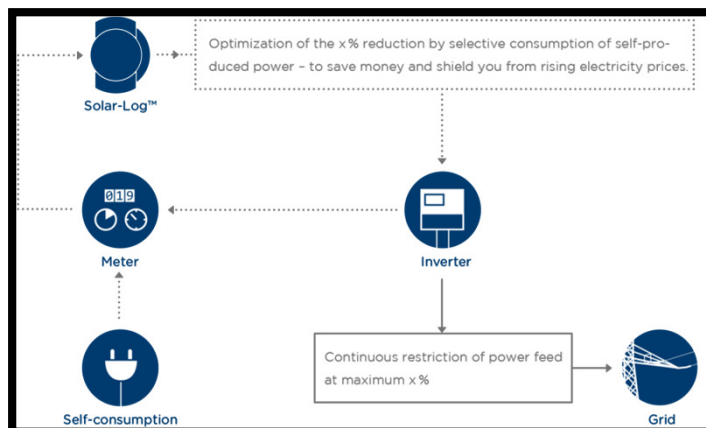 Optimization of the x% reduction by selective consumption of self-pro-
duced power – to save money and shield you from rising electricity prices.
Solar-Log™
019
Meter
Inverter
Continuous restriction of power feed
at maximum x%
Self-consumption
Grid